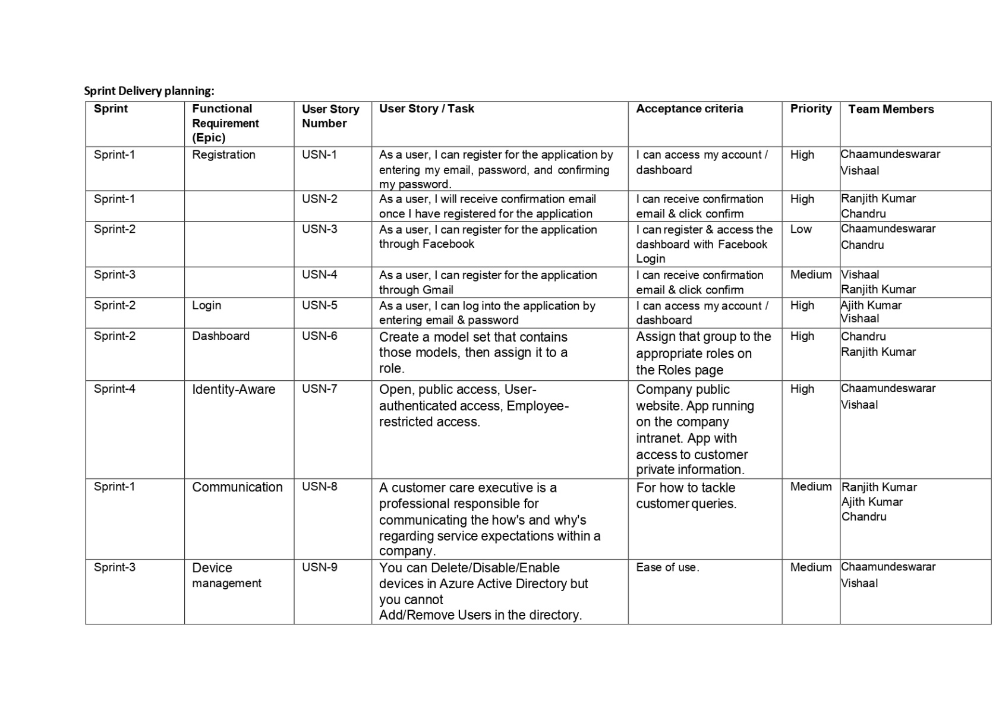 Sprint Delivery planning:
Sprint
Functional
Requirement
(Epic)
User Story
Number
User Story / Task
Acceptance criteria
Priority
Team Members
Sprint-1
Registration
USN-1
As a user, I can register for the application by
entering my email, password, and confirming
my password.
I can access my account /
dashboard
High
Chaamundeswarar
Vishaal
Sprint-1
USN-2
As a user, I will receive confirmation email
once I have registered for the application
I can receive confirmation
email & click confirm
High
Ranjith Kumar
Chandru
Sprint-2
USN-3
As a user, I can register for the application
through Facebook
I can register & access the
dashboard with Facebook
Login
Low
Chaamundeswarar
Chandru
Sprint-3
USN-4
As a user, I can register for the application
through Gmail
I can receive confirmation
email & click confirm
Medium
Vishaal
Ranjith Kumar
Sprint-2
Login
USN-5
As a user, I can log into the application by
entering email & password
I can access my account /
dashboard
High
Ajith Kumar
Vishaal
Sprint-2
Dashboard
USN-6
Create a model set that contains
those models, then assign it to a
role.
Assign that group to the
appropriate roles on
the Roles page
High
Chandru
Ranjith Kumar
Sprint-4
Identity-Aware
USN-7
Open, public access, User-
authenticated access, Employee-
restricted access.
Company public
website. App running
on the company
intranet. App with
access to customer
private information.
High
Chaamundeswarar
Vishaal
Sprint-1
Communication
USN-8
A customer care executive is a
professional responsible for
communicating the how's and why's
regarding service expectations within a
company.
For how to tackle
customer queries.
Medium
Ranjith Kumar
Ajith Kumar
Chandru
Sprint-3
Device
management
USN-9
You can Delete/Disable/Enable
devices in Azure Active Directory but
you cannot
Add/Remove Users in the directory.
Ease of use.
Medium
Chaamundeswarar
Vishaal